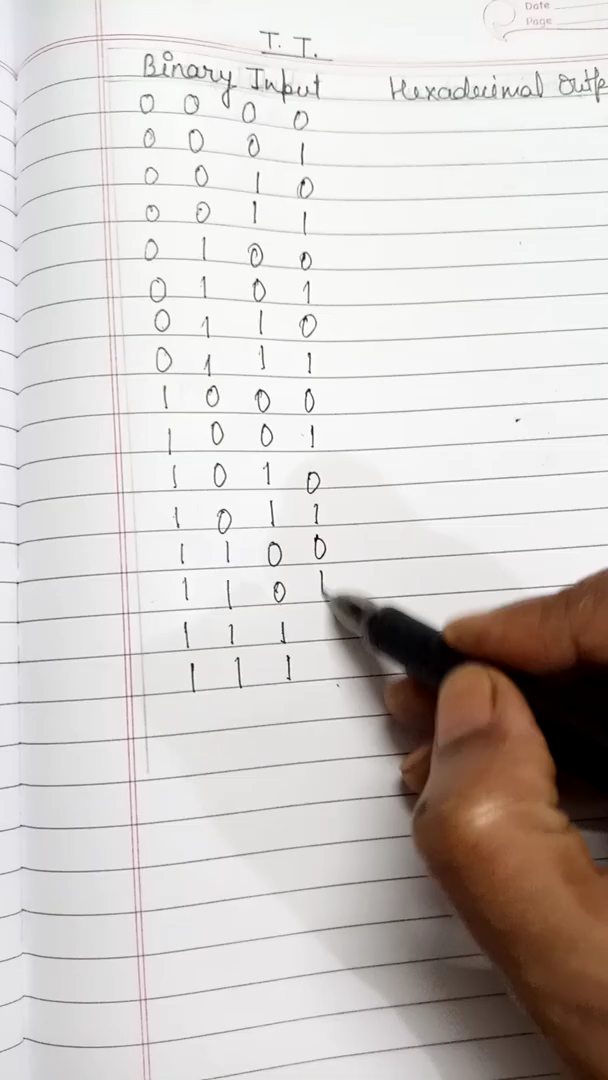 Date
Page
T. T.
Binary Input Hexadecimal Outp
0 0 0 0
0 0 0 1
0 0 1 0
0 0 1 1
0 1 0 0
0 1 0 1
0 1 1 0
0 1 1 1
1 0 0 0
1 0 0 1
1 0 1 0
1 0 1 1
1 1 0 0
1 1 0 1
1 1 1
1 1 1